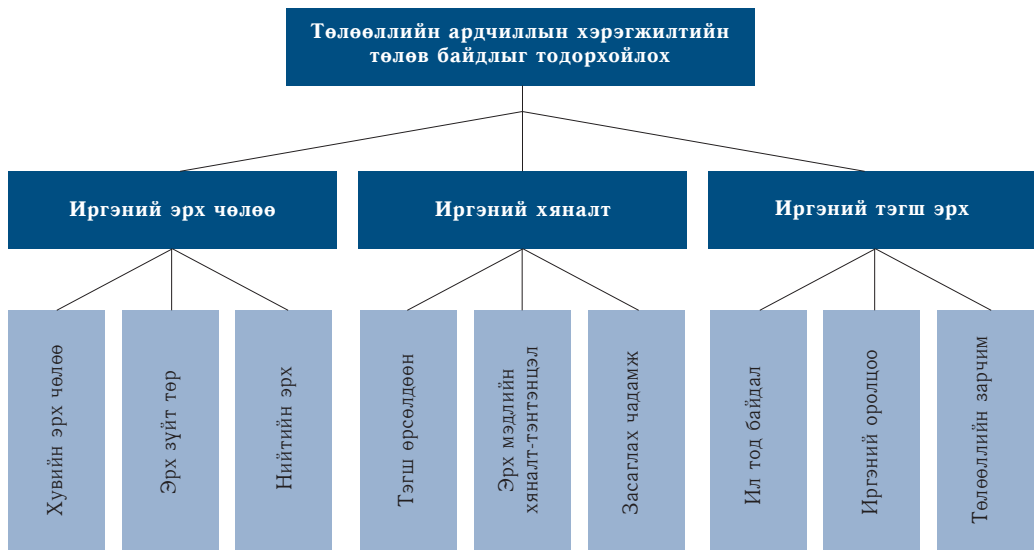 Төлөөллийн ардчиллын хэрэгжилтийн
төлөв байдлыг тодорхойлох
Иргэний эрх чөлөө
Иргэний хяналт
Иргэний тэгш эрх
Хувийн эрх чөлөө
Эрх зүйт төр
Нийтийн эрх
Тэгш өрсөлдөөн
Эрх мэдлийн
хяналт-тэнтэнцэл
Засаглах чадамж
Ил тод байдал
Иргэний оролцоо
Төлөөллийн зарчим